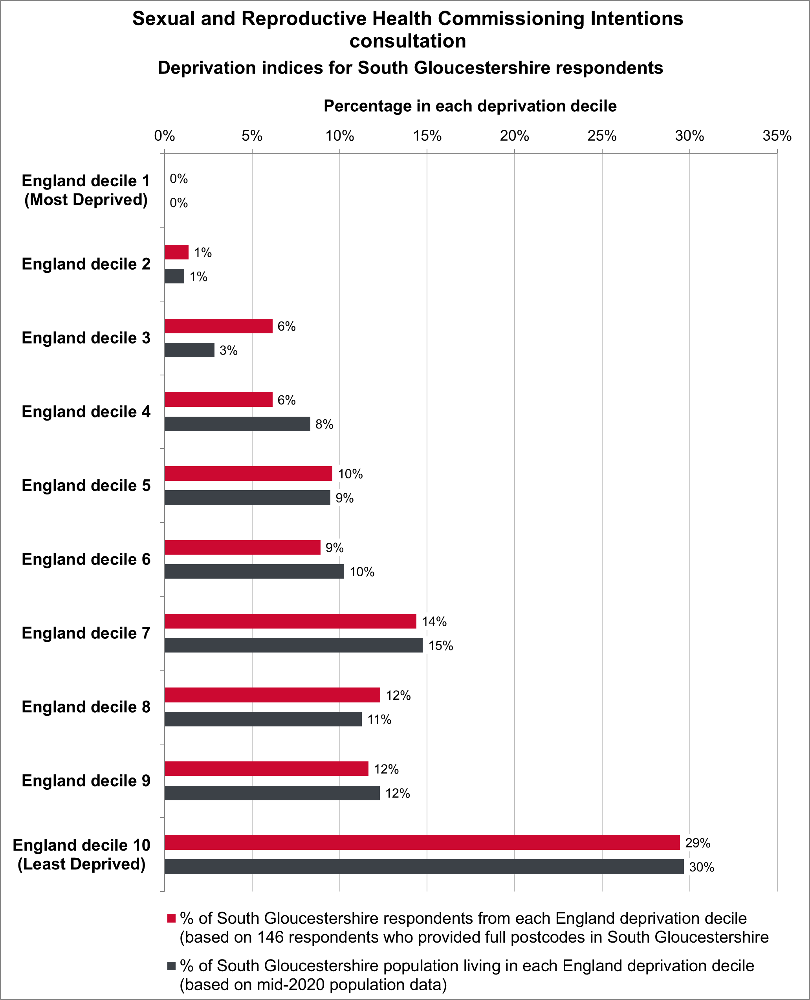 Sexual and Reproductive Health Commissioning Intentions
consultation
Deprivation indices for South Gloucestershire respondents
Percentage in each deprivation decile
0% 5% 10% 15% 20% 25% 30% 35%
England decile 1
(Most Deprived)
0%
0%
England decile 2
1%
1%
England decile 3
6%
3%
England decile 4
6%
8%
England decile 5
10%
9%
England decile 6
9%
10%
England decile 7
14%
15%
England decile 8
12%
11%
England decile 9
12%
12%
England decile 10
(Least Deprived)
29%
30%
% of South Gloucestershire respondents from each England deprivation decile
(based on 146 respondents who provided full postcodes in South Gloucestershire
% of South Gloucestershire population living in each England deprivation decile
(based on mid-2020 population data)